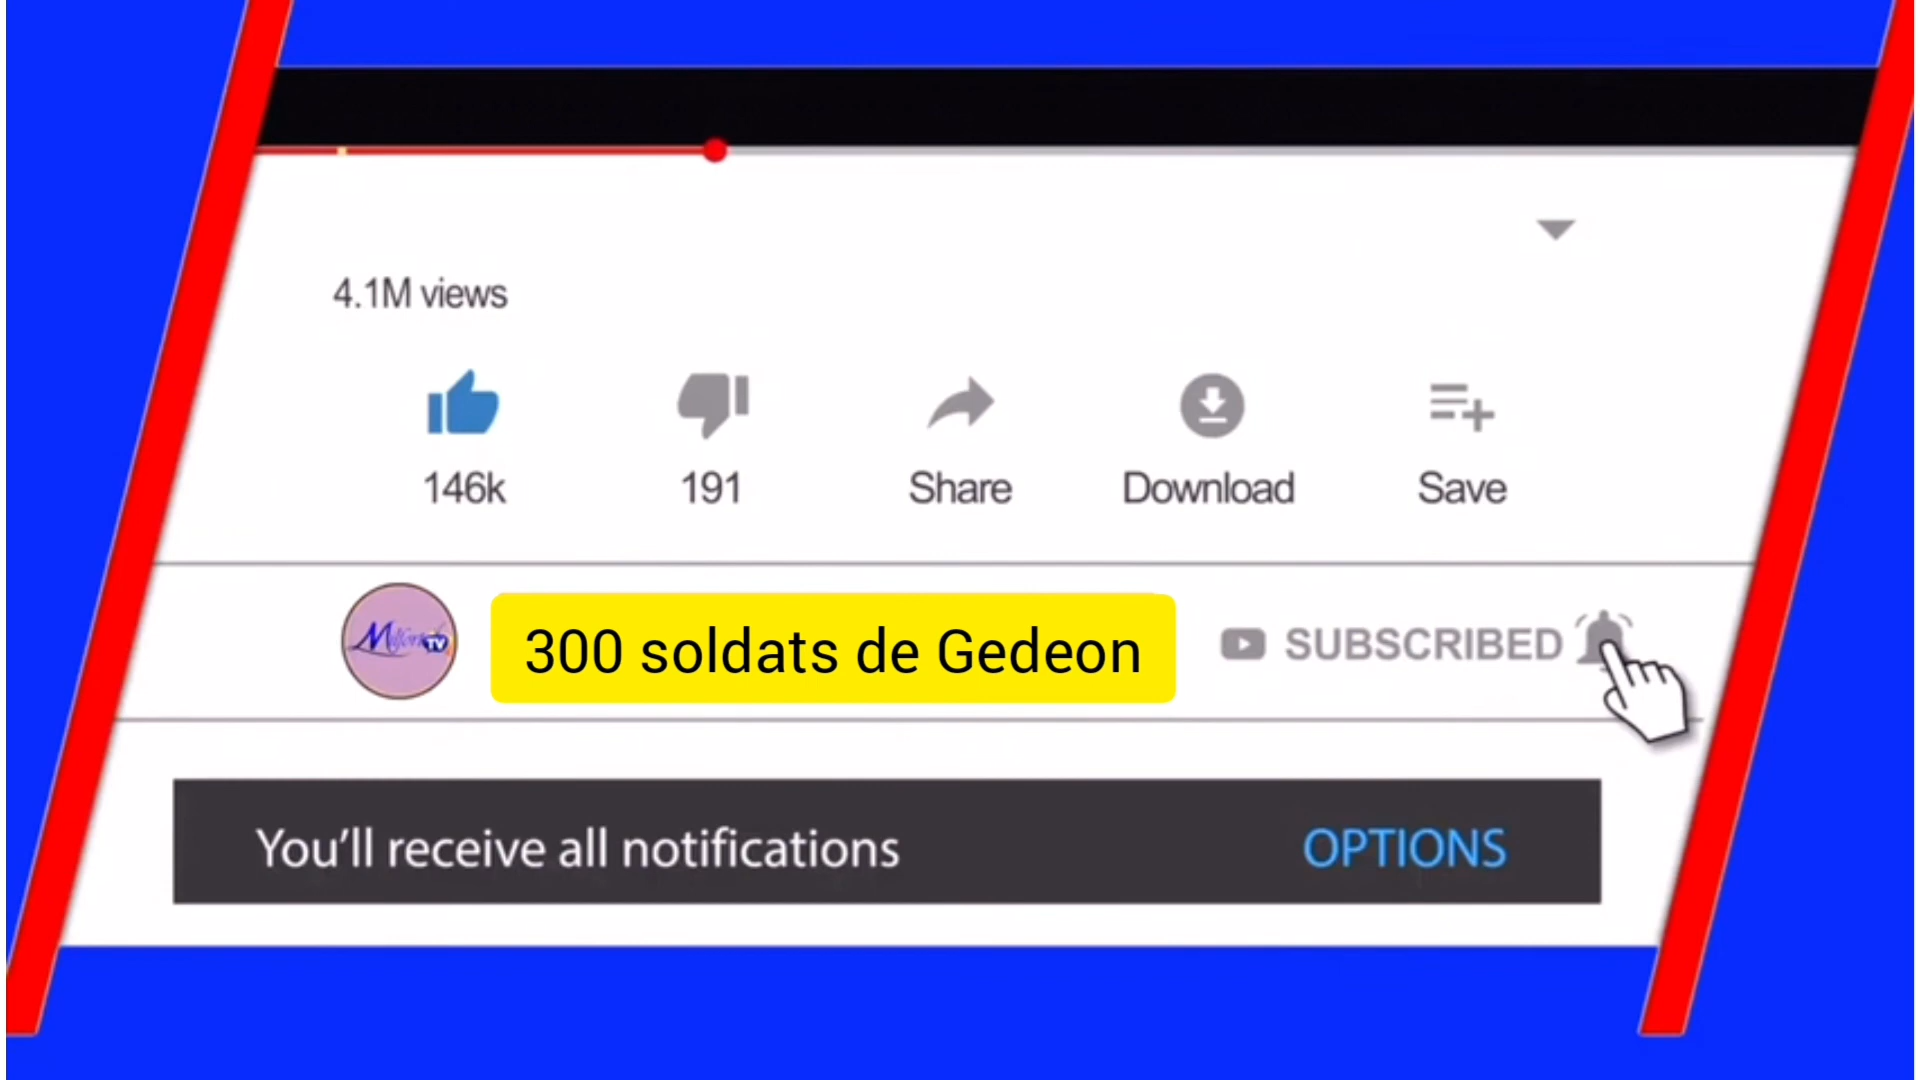 4.1M views
146k 191 Share Download Save
300 soldats de Gedeon SUBSCRIBED
You'll receive all notifications OPTIONS